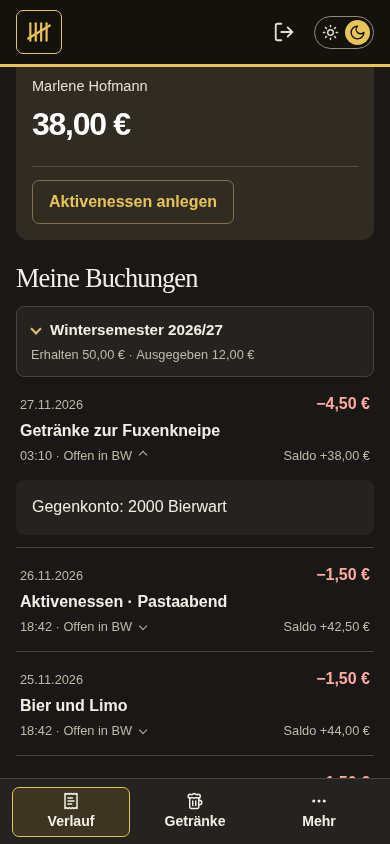 Marlene Hofmann
38,00 €
Aktivenessen anlegen
Meine Buchungen
Wintersemester 2026/27
Erhalten 50,00 € · Ausgegeben 12,00 €
27.11.2026 −4,50 €
Getränke zur Fuxenkneipe
03:10 · Offen in BW Saldo +38,00 €
Gegenkonto: 2000 Bierwart
26.11.2026 −1,50 €
Aktivenessen · Pastaabend
18:42 · Offen in BW Saldo +42,50 €
25.11.2026 −1,50 €
Bier und Limo
18:42 · Offen in BW Saldo +44,00 €
Verlauf Getränke Mehr